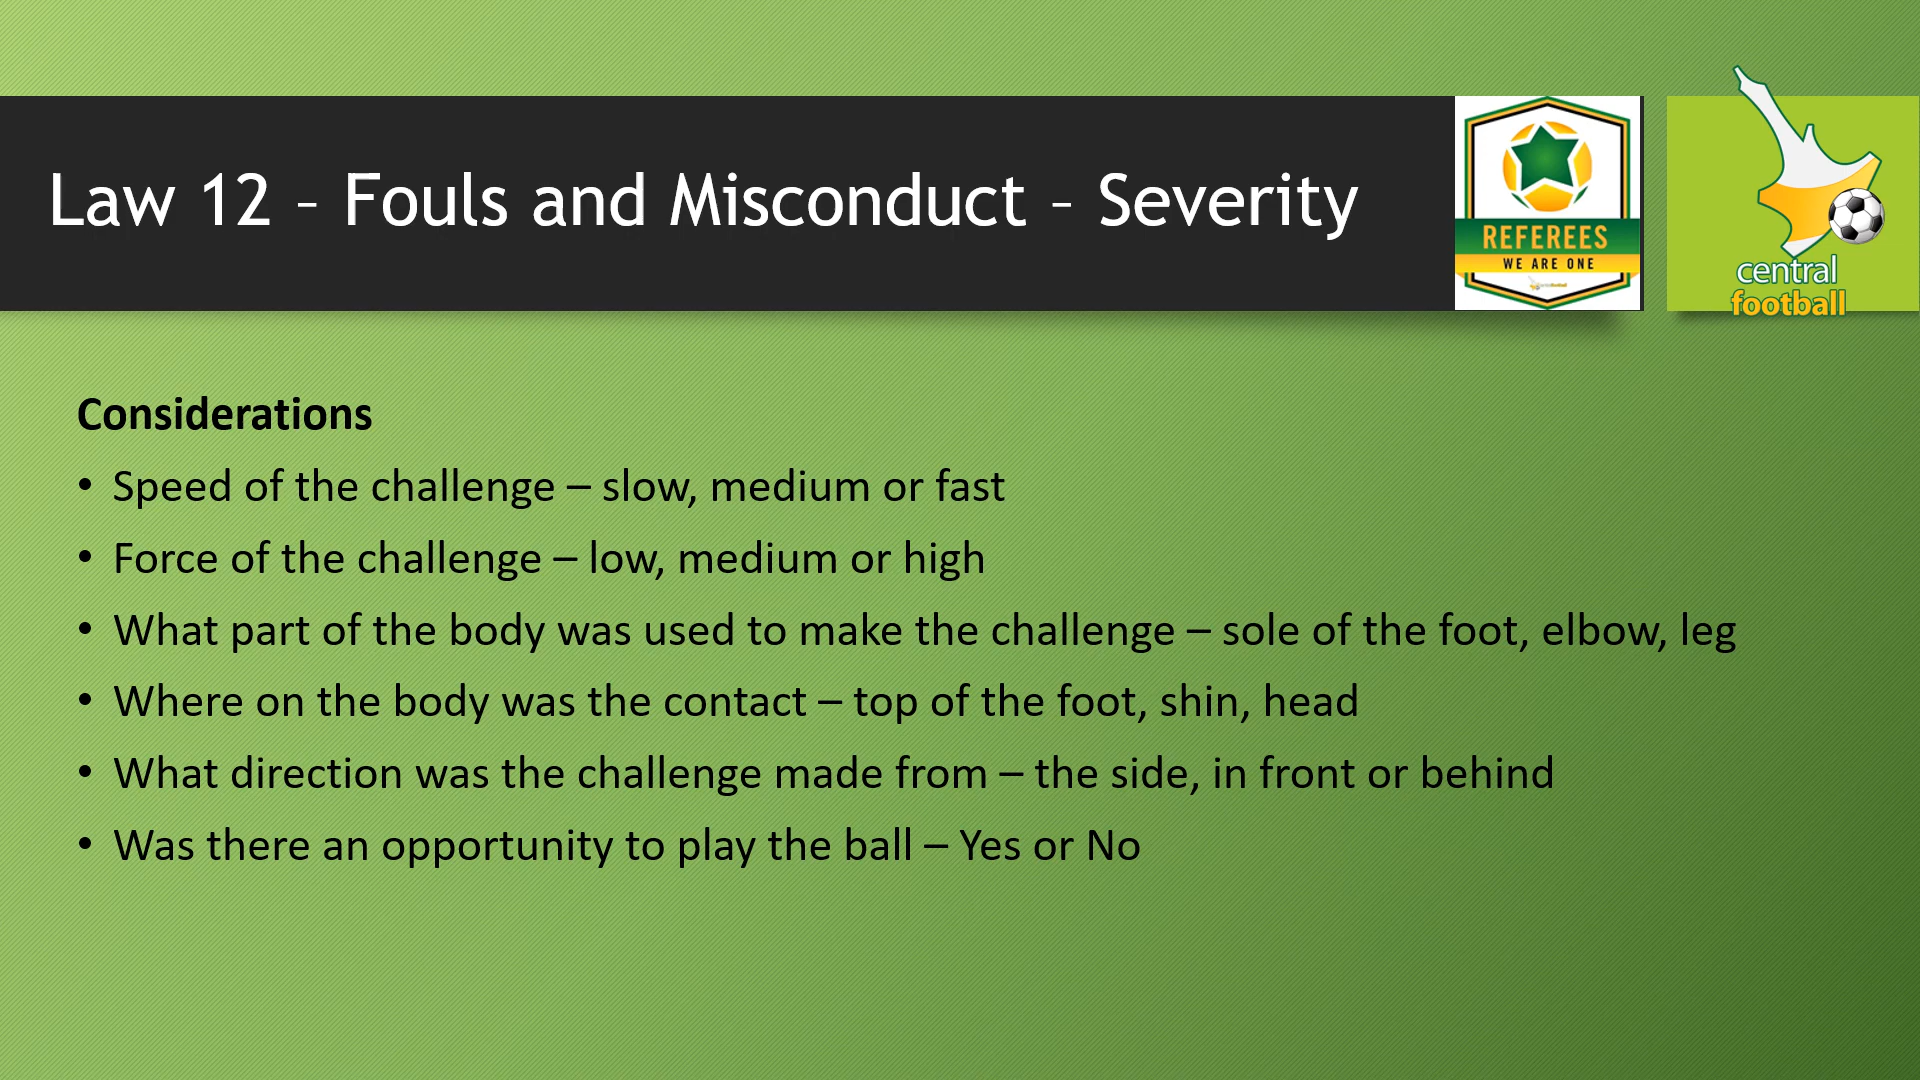 Law 12 – Fouls and Misconduct – Severity
REFEREES
WE ARE ONE
central
football
Considerations
• Speed of the challenge – slow, medium or fast
• Force of the challenge – low, medium or high
• What part of the body was used to make the challenge – sole of the foot, elbow, leg
• Where on the body was the contact – top of the foot, shin, head
• What direction was the challenge made from – the side, in front or behind
• Was there an opportunity to play the ball – Yes or No